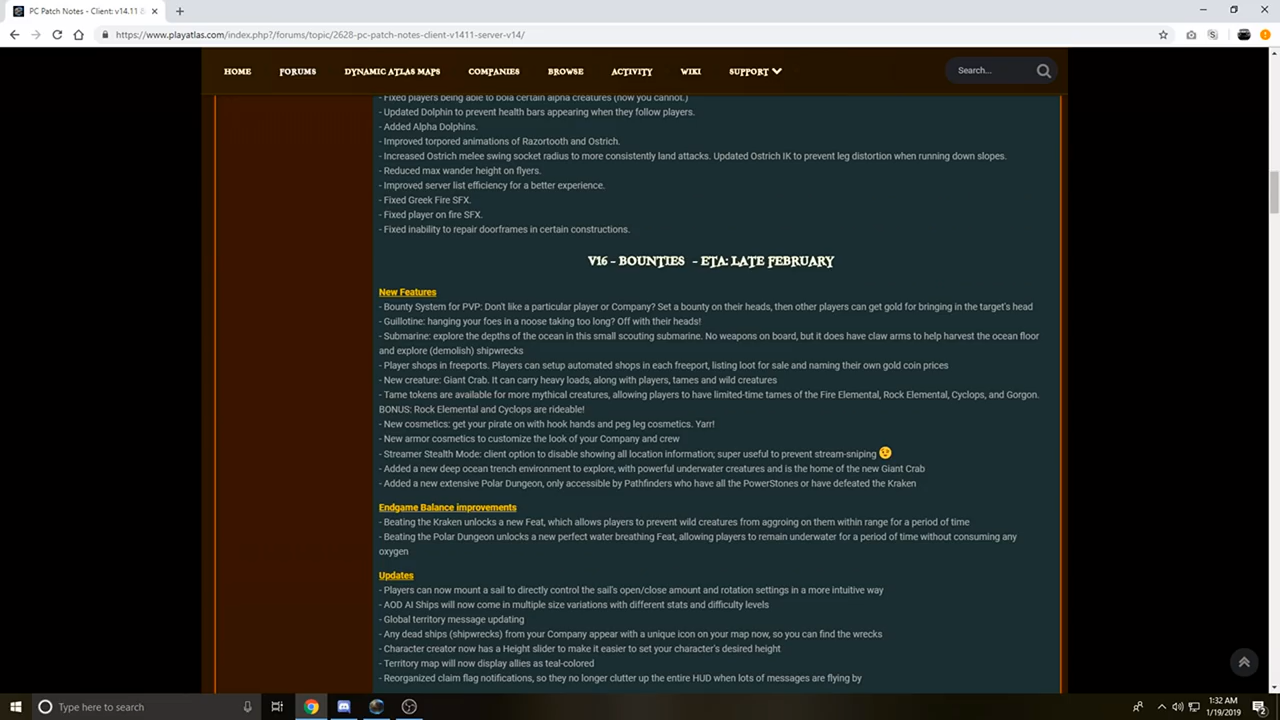 PC Patch Notes - Client: v14.11 &
https://www.playatlas.com/index.php?/forums/topic/2628-pc-patch-notes-client-v1411-server-v14/
HOME FORUMS DYNAMIC ATLAS MAPS COMPANIES BROWSE ACTIVITY WIKI SUPPORT Search...
- Fixed players being able to bola certain alpha creatures (now you cannot.)
- Updated Dolphin to prevent health bars appearing when they follow players.
- Added Alpha Dolphins.
- Improved torpored animations of Razortooth and Ostrich.
- Increased Ostrich melee swing socket radius to more consistently land attacks. Updated Ostrich IK to prevent leg distortion when running down slopes.
- Reduced max wander height on flyers.
- Improved server list efficiency for a better experience.
- Fixed Greek Fire SFX.
- Fixed player on fire SFX.
- Fixed inability to repair doorframes in certain constructions.
V16 - BOUNTIES - ETA: LATE FEBRUARY
New Features
- Bounty System for PVP: Don't like a particular player or Company? Set a bounty on their heads, then other players can get gold for bringing in the target's head
- Guillotine: hanging your foes in a noose taking too long? Off with their heads!
- Submarine: explore the depths of the ocean in this small scouting submarine. No weapons on board, but it does have claw arms to help harvest the ocean floor
and explore (demolish) shipwrecks
- Player shops in freeports. Players can setup automated shops in each freeport, listing loot for sale and naming their own gold coin prices
- New creature: Giant Crab. It can carry heavy loads, along with players, tames and wild creatures
- Tame tokens are available for more mythical creatures, allowing players to have limited-time tames of the Fire Elemental, Rock Elemental, Cyclops, and Gorgon.
BONUS: Rock Elemental and Cyclops are rideable!
- New cosmetics: get your pirate on with hook hands and peg leg cosmetics. Yarr!
- New armor cosmetics to customize the look of your Company and crew
- Streamer Stealth Mode: client option to disable showing all location information; super useful to prevent stream-sniping 😉
- Added a new deep ocean trench environment to explore, with powerful underwater creatures and is the home of the new Giant Crab
- Added a new extensive Polar Dungeon, only accessible by Pathfinders who have all the PowerStones or have defeated the Kraken
Endgame Balance improvements
- Beating the Kraken unlocks a new Feat, which allows players to prevent wild creatures from aggroing on them within range for a period of time
- Beating the Polar Dungeon unlocks a new perfect water breathing Feat, allowing players to remain underwater for a period of time without consuming any
oxygen
Updates
- Players can now mount a sail to directly control the sail's open/close amount and rotation settings in a more intuitive way
- AOD AI Ships will now come in multiple size variations with different stats and difficulty levels
- Global territory message updating
- Any dead ships (shipwrecks) from your Company appear with a unique icon on your map now, so you can find the wrecks
- Character creator now has a Height slider to make it easier to set your character's desired height
- Territory map will now display allies as teal-colored
- Reorganized claim flag notifications, so they no longer clutter up the entire HUD when lots of messages are flying by
Type here to search
1:32 AM
1/19/2019
2